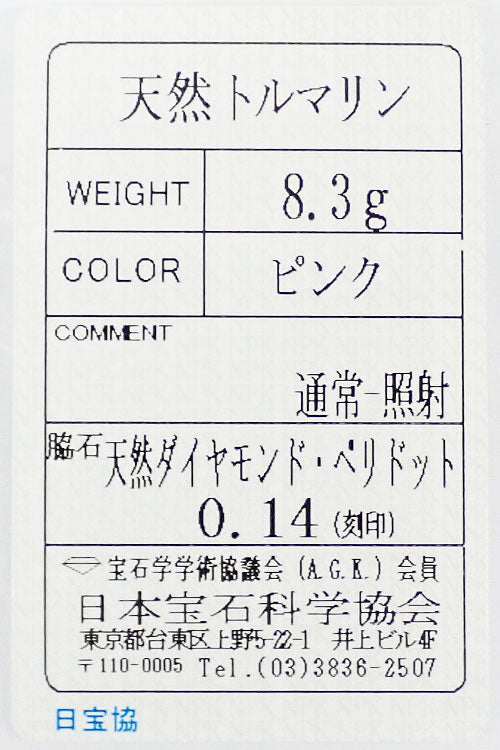 天然トルマリン
WEIGHT 8.3g
COLOR ピンク
COMMENT
通常-照射
脇石 天然ダイヤモンド・ペリドット
0.14 (刻印)
宝石学学術協議会 (A.G.K.) 会員
日本宝石科学協会
東京都台東区上野5-22-1 井上ビル4F
〒110-0005 Tel.(03)3836-2507
日宝協